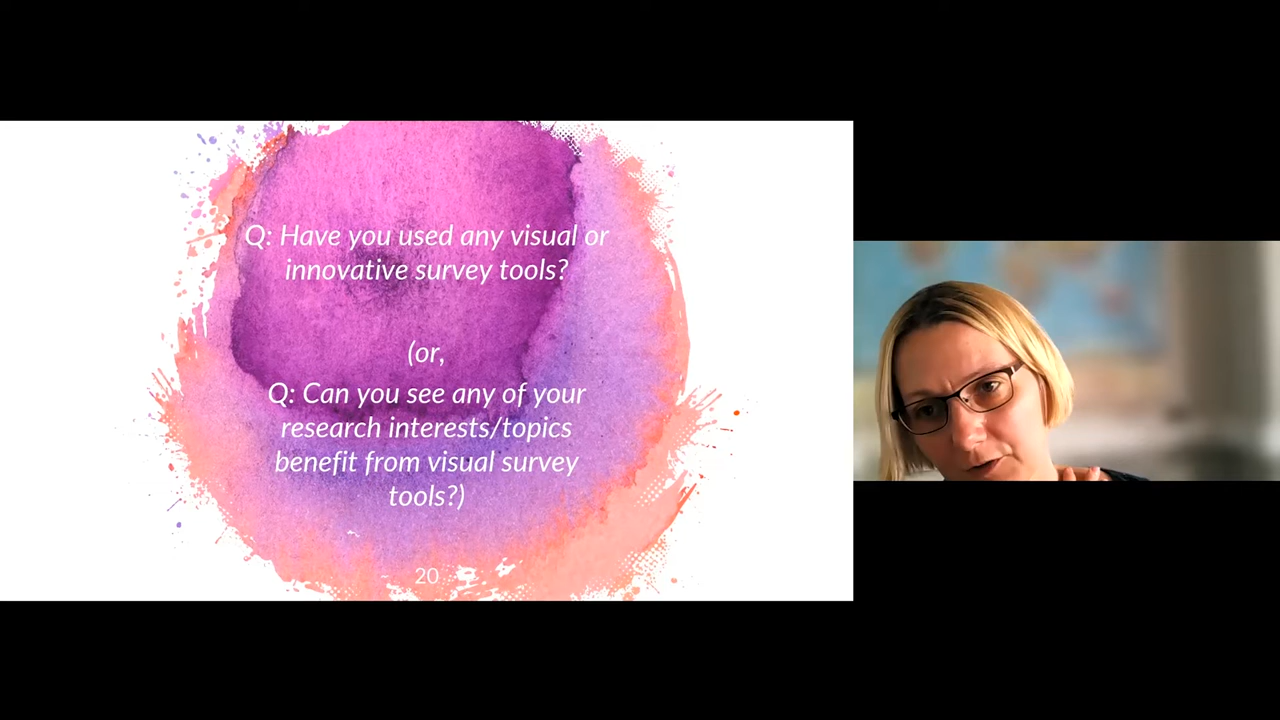 Q: Have you used any visual or
innovative survey tools?
(or,
Q: Can you see any of your
research interests/topics
benefit from visual survey
tools?)
20